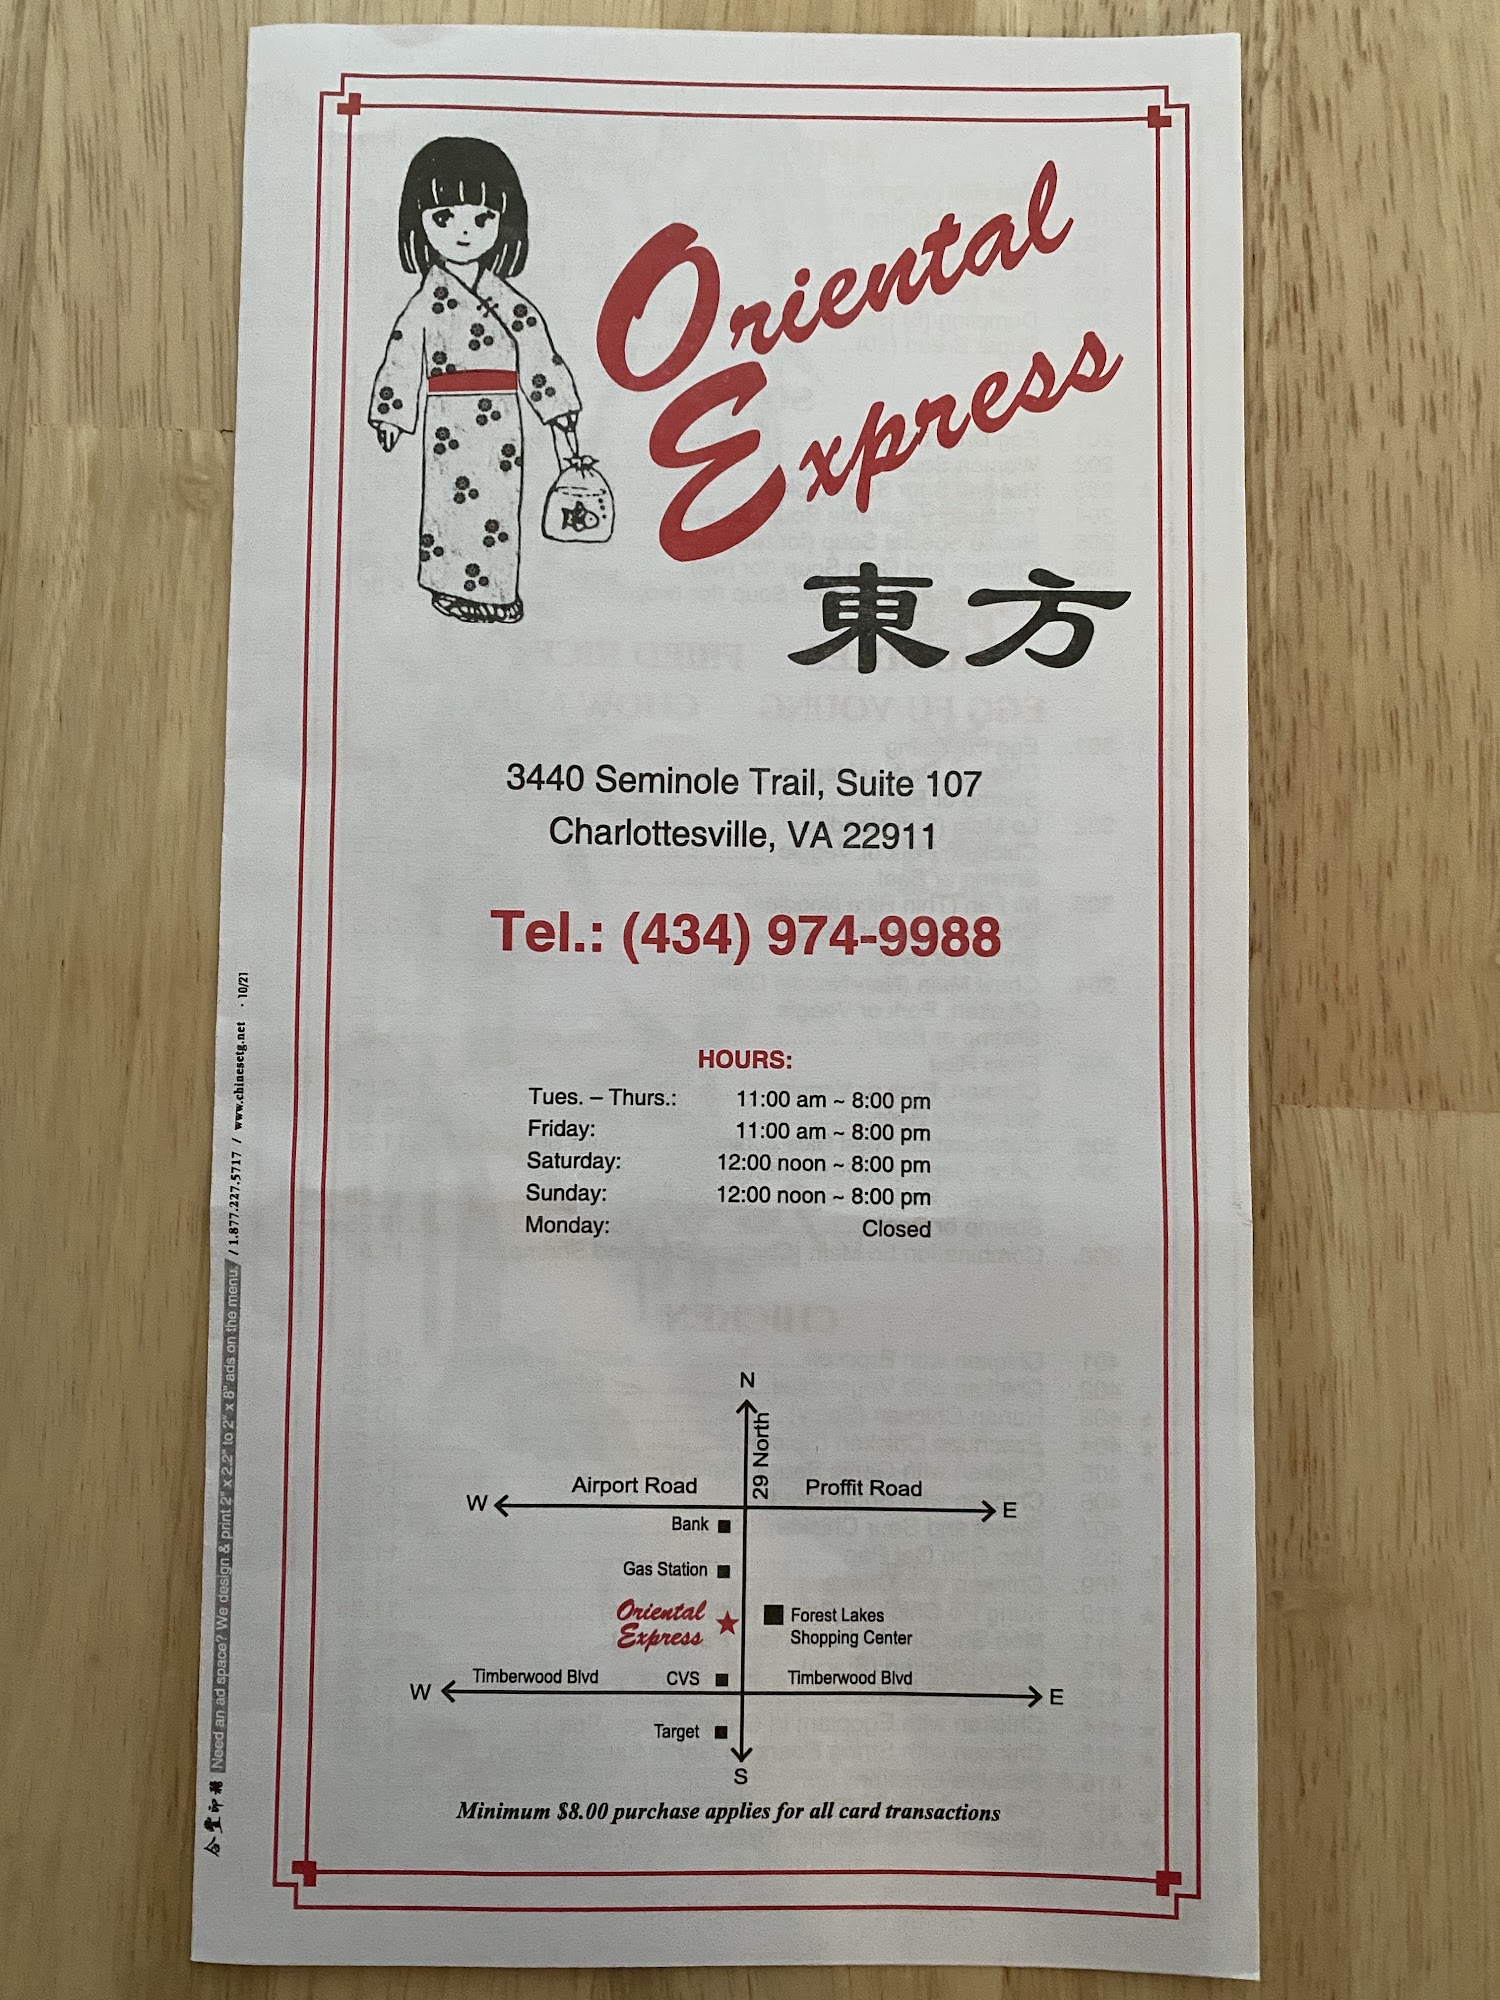 Oriental
Express
東方
3440 Seminole Trail, Suite 107
Charlottesville, VA 22911
Tel.: (434) 974-9988
HOURS:
Tues. – Thurs.: 11:00 am ~ 8:00 pm
Friday: 11:00 am ~ 8:00 pm
Saturday: 12:00 noon ~ 8:00 pm
Sunday: 12:00 noon ~ 8:00 pm
Monday: Closed
N
29 North
Airport Road Proffit Road
W E
Bank
Gas Station
Oriental
Express
Forest Lakes
Shopping Center
Timberwood Blvd CVS Timberwood Blvd
W E
Target
S
Minimum $8.00 purchase applies for all card transactions
Need an ad space? We design & print 2" x 2.2" to 2" x 8" ads on the menu. / 1.877.227.5717 / www.chinesetg.net · 10/21